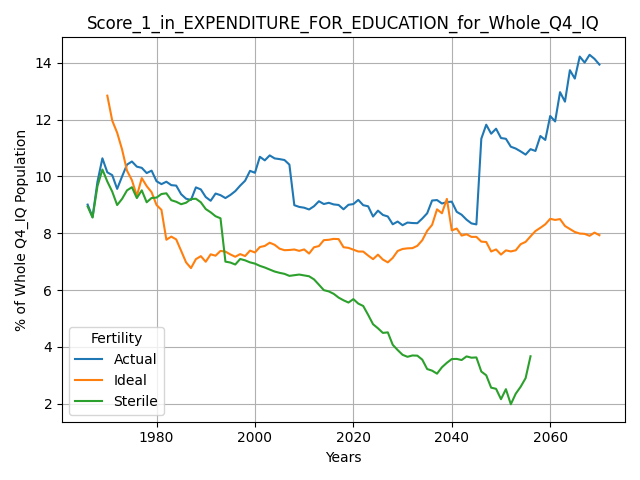 Score_1_in_EXPENDITURE_FOR_EDUCATION_for_Whole_Q4_IQ
% of Whole Q4_IQ Population
14
12
10
8
6
4
2
Fertility
Actual
Ideal
Sterile
1980 2000 2020 2040 2060
Years